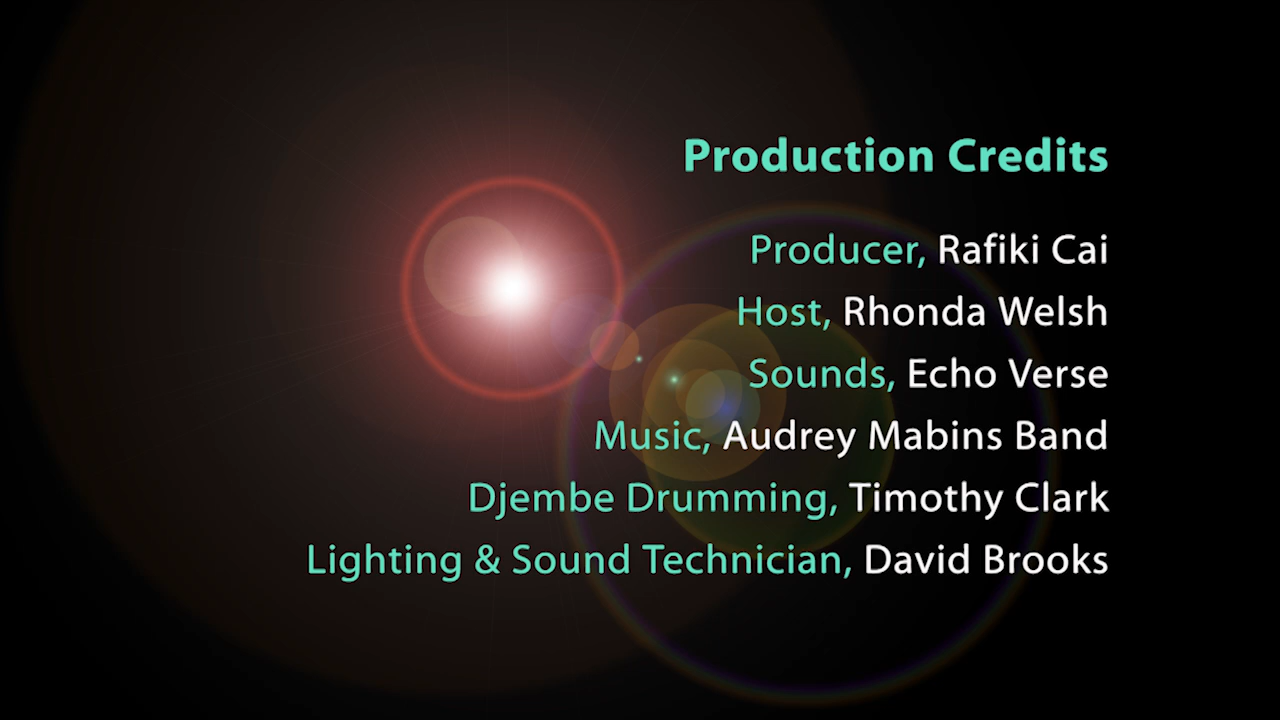 Production Credits
Producer, Rafiki Cai
Host, Rhonda Welsh
Sounds, Echo Verse
Music, Audrey Mabins Band
Djembe Drumming, Timothy Clark
Lighting & Sound Technician, David Brooks